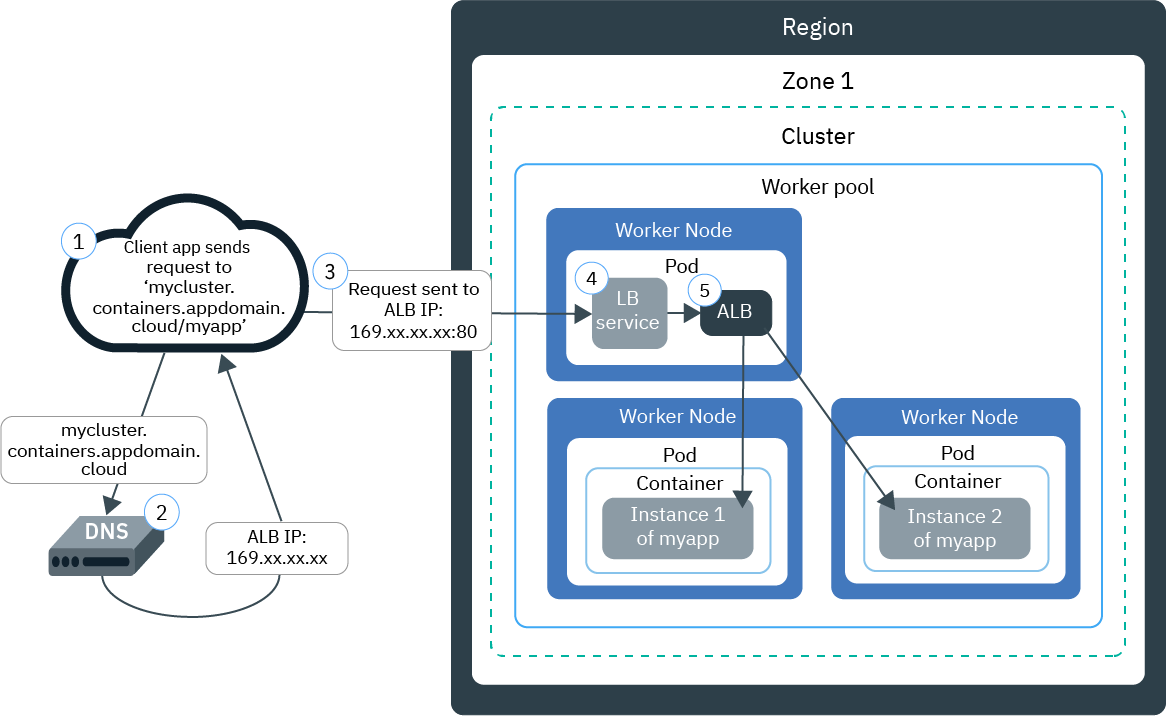 Region
Zone 1
Cluster
Worker pool
1
Client app sends
request to
‘mycluster.
containers.appdomain.
cloud/myapp’
mycluster.
containers.appdomain.
cloud
2
DNS
ALB IP:
169.xx.xx.xx
3
Request sent to
ALB IP:
169.xx.xx.xx:80
Worker Node
Pod
4
LB
service
5
ALB
Worker Node
Pod
Container
Instance 1
of myapp
Worker Node
Pod
Container
Instance 2
of myapp